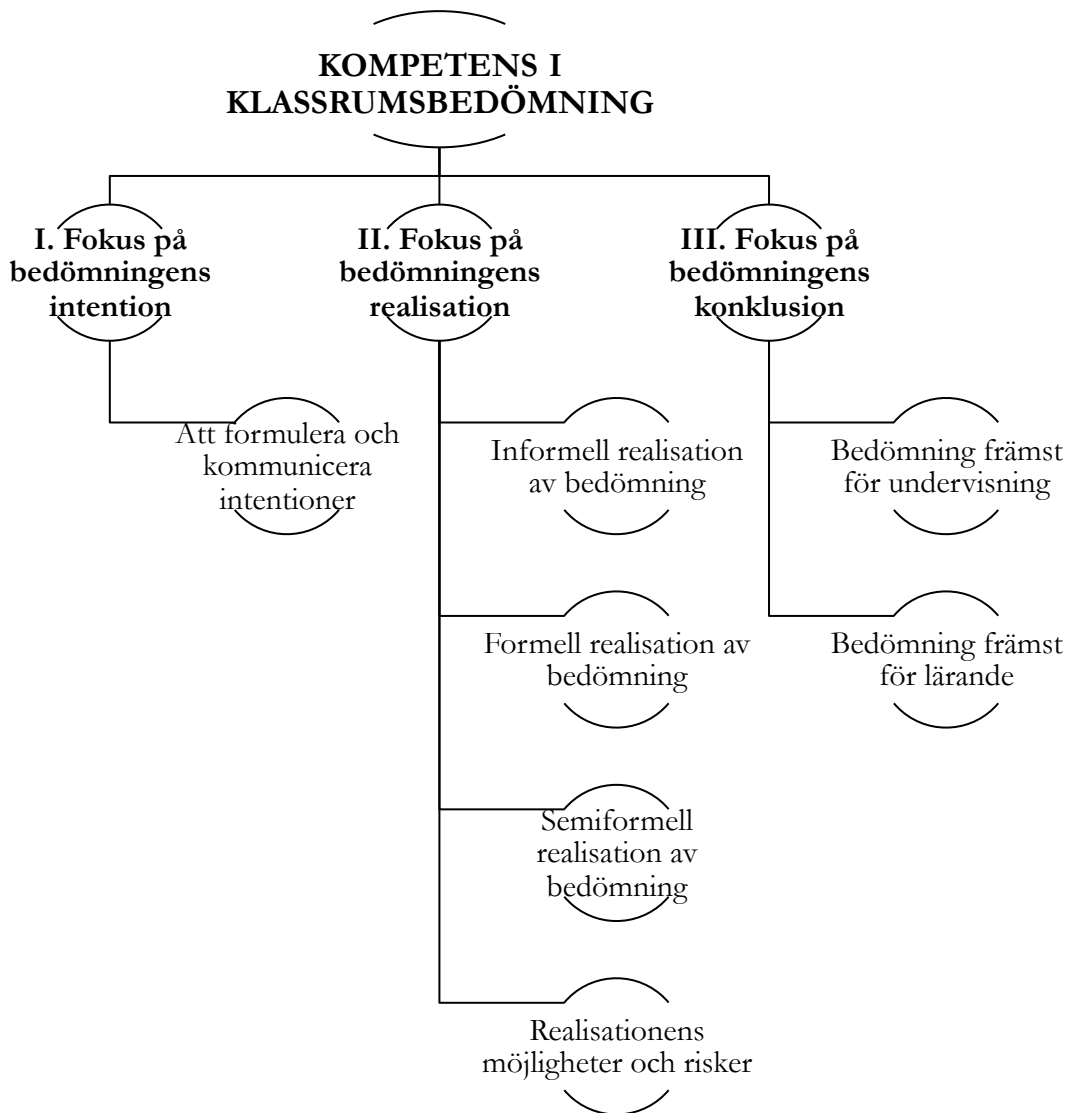 KOMPETENS I
KLASSRUMSBEDÖMNING
I. Fokus på
bedömningens
intention
II. Fokus på
bedömningens
realisation
III. Fokus på
bedömningens
konklusion
Att formulera och
kommunicera
intentioner
Informell realisation
av bedömning
Formell realisation av
bedömning
Semiformell
realisation av
bedömning
Realisationens
möjligheter och risker
Bedömning främst
för undervisning
Bedömning främst
för lärande